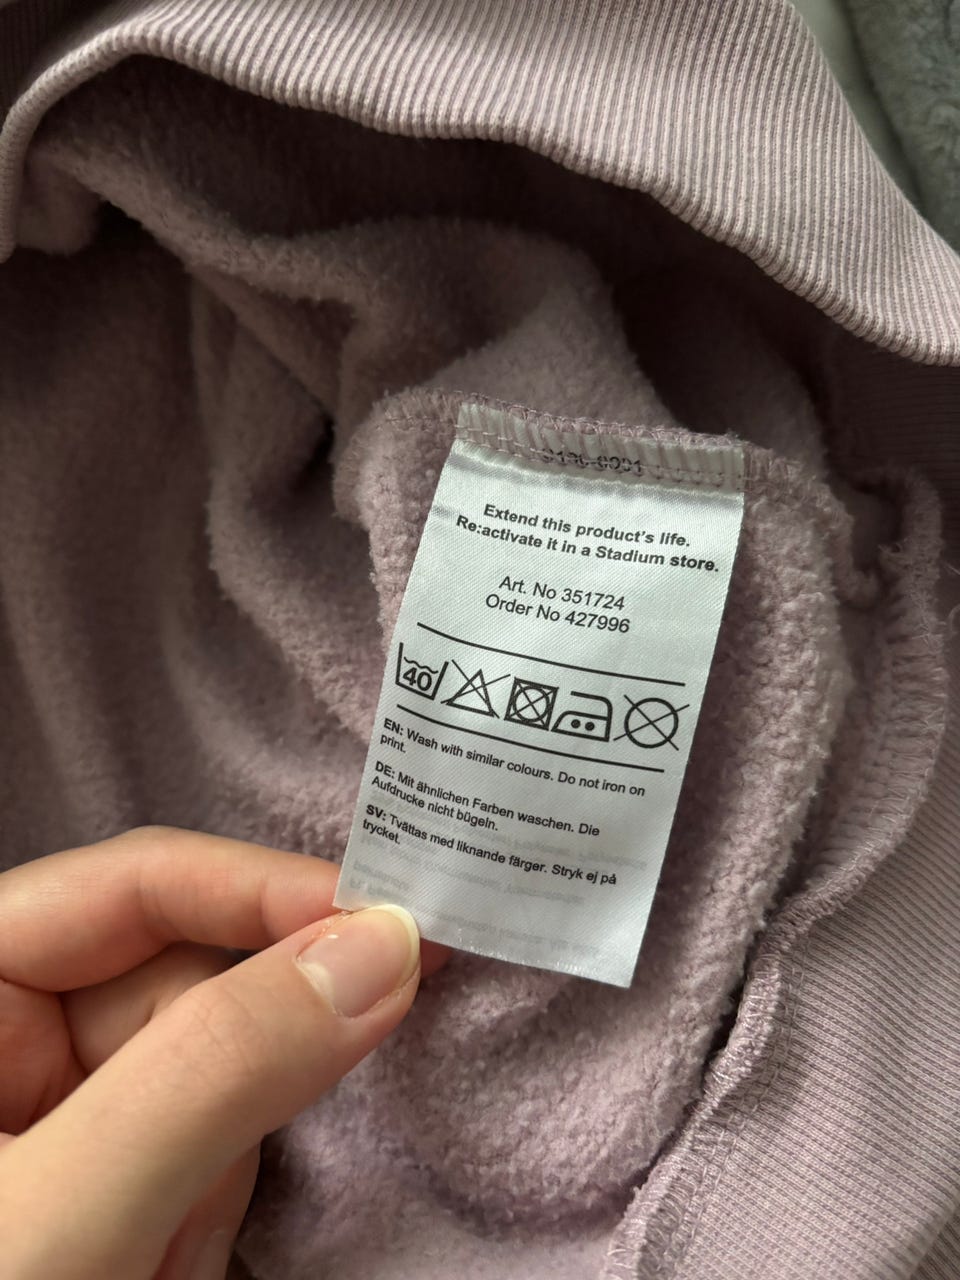 Extend this product's life.
Re:activate it in a Stadium store.
Art. No 351724
Order No 427996
40
EN: Wash with similar colours. Do not iron on
print.
DE: Mit ähnlichen Farben waschen. Die
Aufdrucke nicht bügeln.
SV: Tvättas med liknande färger. Stryk ej på
trycket.